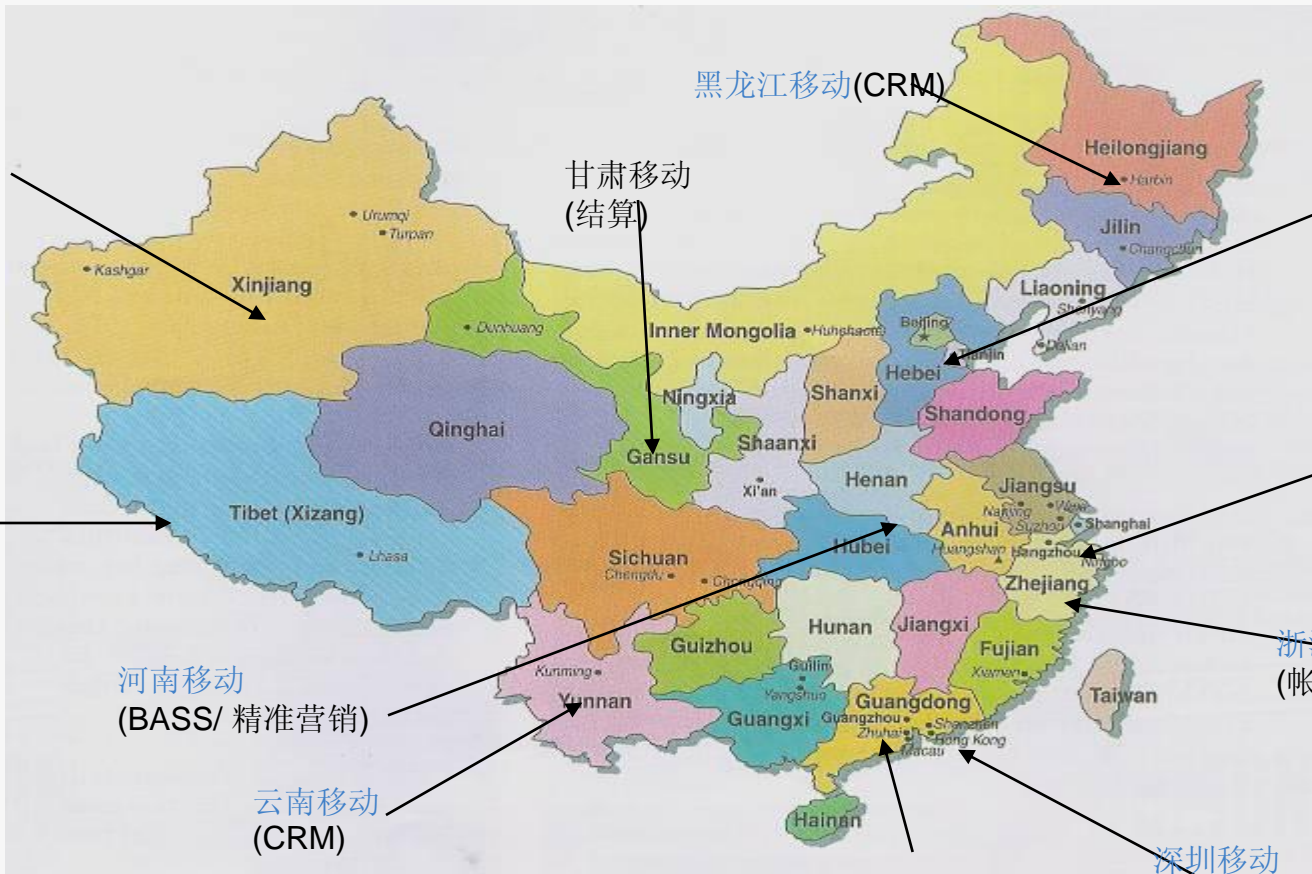 黑龙江移动(CRM)
Heilongjiang
Harbin
甘肃移动
(结算)
Jilin
Changchun
Urumqi
Turpan
Kashgar
Xinjiang
Liaoning
Shenyang
Dunhuang
Inner Mongolia
Huhehaote
Beijing
Dalian
Tianjin
Hebei
Ningxia
Shanxi
Shandong
Qinghai
Gansu
Shaanxi
Henan
Xi'an
Jiangsu
Nanjing
Wuxi
Suzhou
Shanghai
Tibet (Xizang)
Lhasa
Anhui
Huangshan
Hangzhou
Ningbo
Hubei
Sichuan
Chengdu
Chongqing
Zhejiang
Hunan
Jiangxi
Guizhou
Fujian
Xiamen
浙
(帐
Kunming
Yunnan
Guilin
Yangshuo
河南移动
(BASS/ 精准营销)
Guangxi
Guangdong
Guangzhou
Shenzhen
Zhuhai
Hong Kong
Macau
Taiwan
云南移动
(CRM)
Hainan
深圳移动